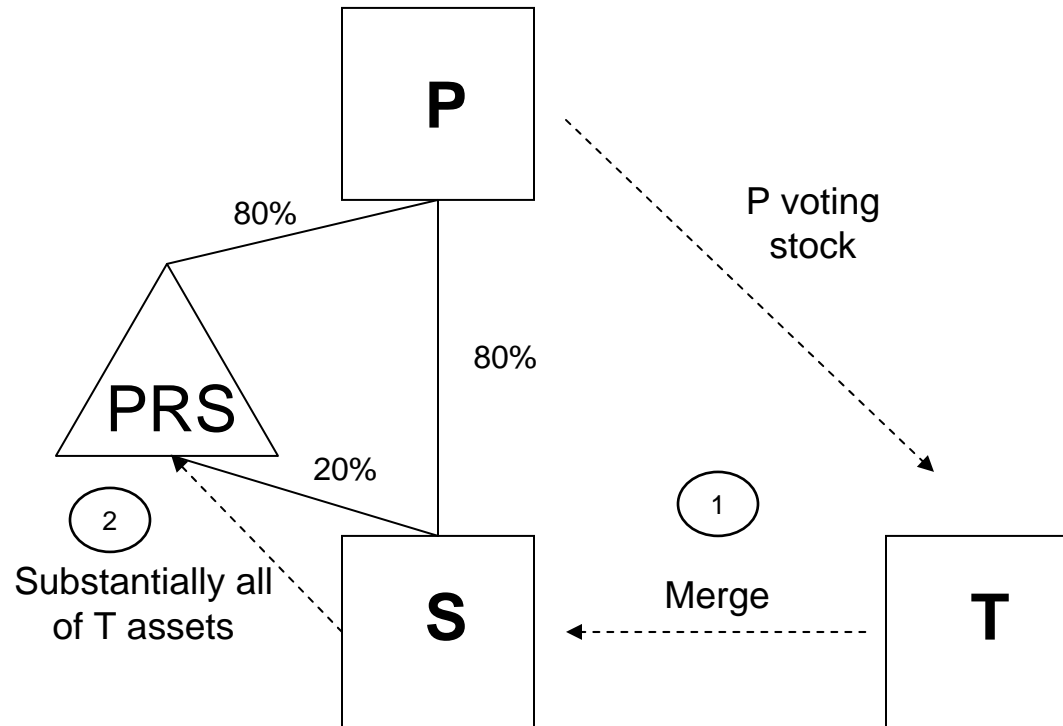 P
80%
P voting
stock
80%
PRS
20%
1
2
Substantially all
of T assets
Merge
S
T